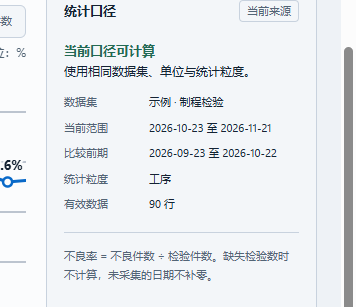 件数
统计口径
当前来源
位: %
当前口径可计算
使用相同数据集、单位与统计粒度。
数据集 示例 · 制程检验
当前范围 2026-10-23 至 2026-11-21
比较前期 2026-09-23 至 2026-10-22
.6%
统计粒度 工序
有效数据 90 行
不良率 = 不良件数 ÷ 检验件数。缺失检验数时
不计算，未采集的日期不补零。